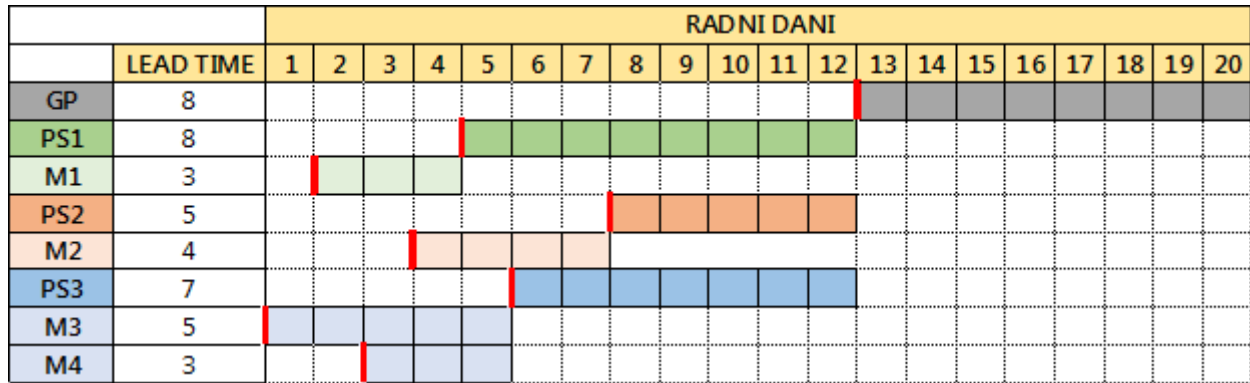 RADNI DANI
LEAD TIME 1 2 3 4 5 6 7 8 9 10 11 12 13 14 15 16 17 18 19 20
GP 8
PS1 8
M1 3
PS2 5
M2 4
PS3 7
M3 5
M4 3